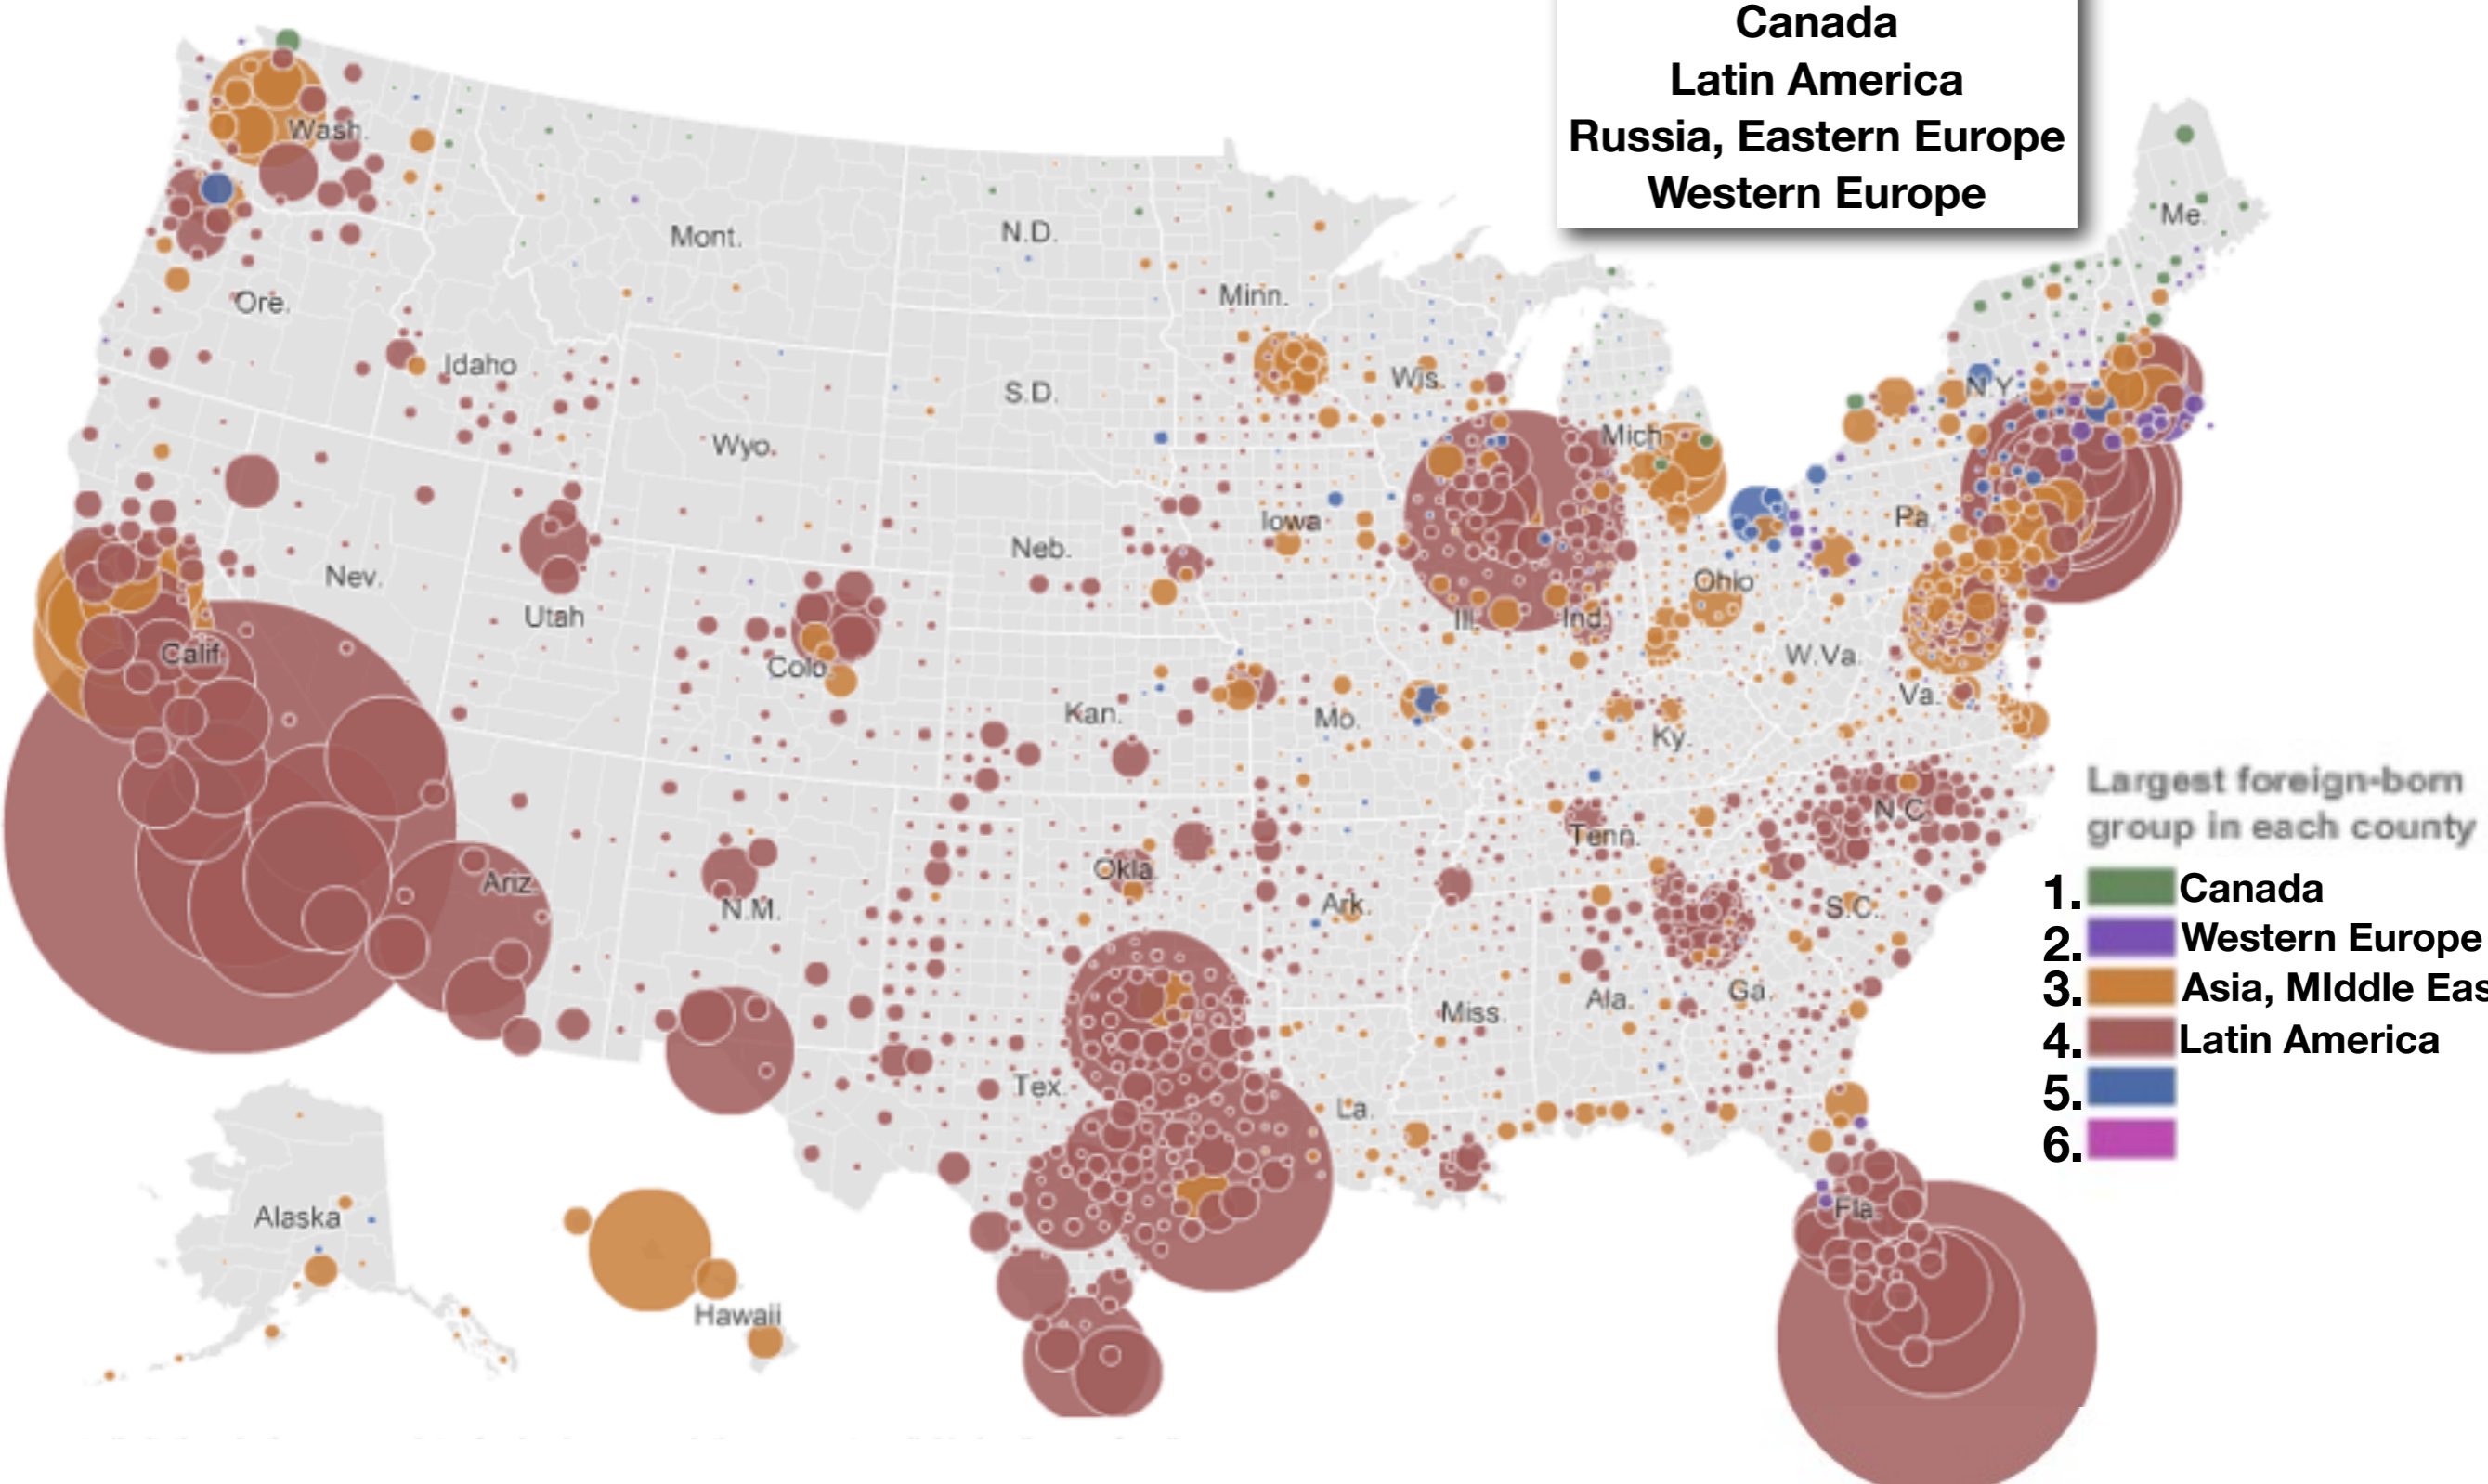 Canada
Latin America
Russia, Eastern Europe
Western Europe
Wash.
Mont.
N.D.
Minn.
Me.
Ore.
Idaho
S.D.
Wis.
Mich.
N.Y.
Wyo.
Iowa
Pa.
Nev.
Utah
Neb.
Ill.
Ind.
Ohio
Calif.
Colo.
Kan.
Mo.
Ky.
W.Va.
Va.
Ariz.
N.M.
Okla.
Ark.
Tenn.
N.C.
S.C.
Tex.
La.
Miss.
Ala.
Ga.
Fla.
Alaska
Hawaii
Largest foreign-born
group in each county
1. Canada
2. Western Europe
3. Asia, MIddle Eas
4. Latin America
5.
6.